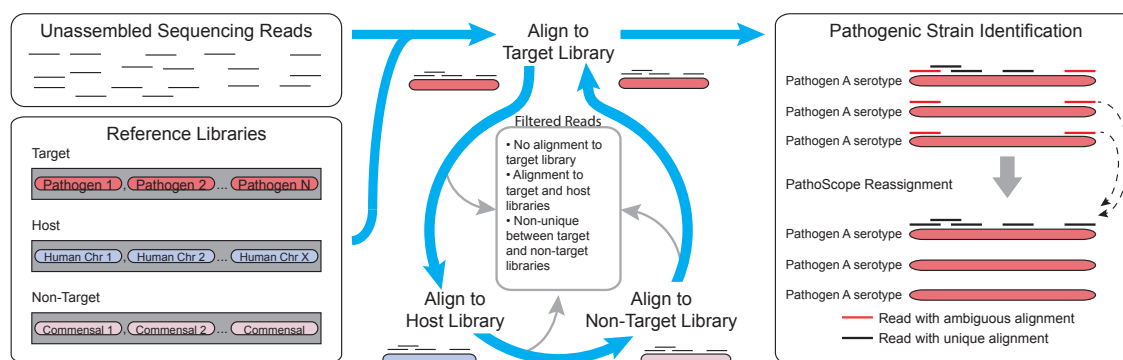 Unassembled Sequencing Reads
Reference Libraries
Target
Pathogen 1 , Pathogen 2 ... Pathogen N
Host
Human Chr 1 , Human Chr 2 ... Human Chr X
Non-Target
Commensal 1 , Commensal 2 ... Commensal
Align to
Target Library
Filtered Reads
• No alignment to
target library
• Alignment to
target and host
libraries
• Non-unique
between target
and non-target
libraries
Align to
Host Library
Align to
Non-Target Library
Pathogenic Strain Identification
Pathogen A serotype
Pathogen A serotype
Pathogen A serotype
PathoScope Reassignment
Pathogen A serotype
Pathogen A serotype
Pathogen A serotype
Read with ambiguous alignment
Read with unique alignment